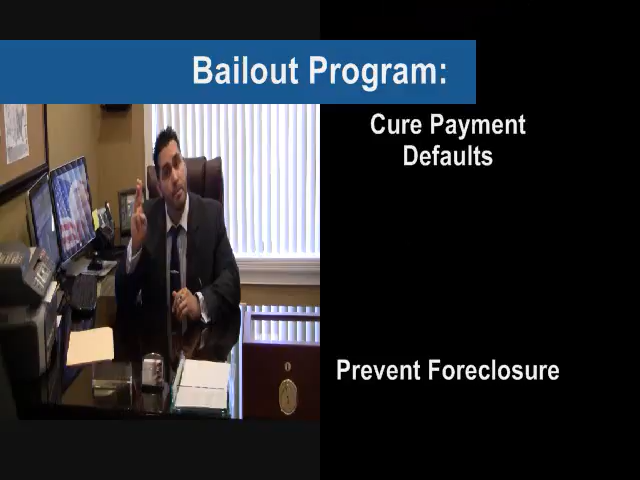 Bailout Program:
Cure Payment
Defaults
Prevent Foreclosure